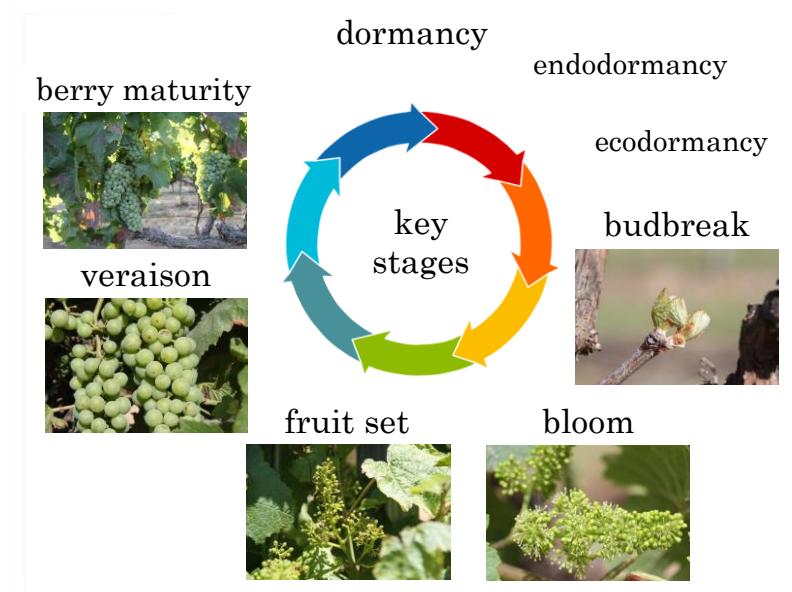 dormancy
endodormancy
ecodormancy
budbreak
bloom
fruit set
veraison
berry maturity
key
stages